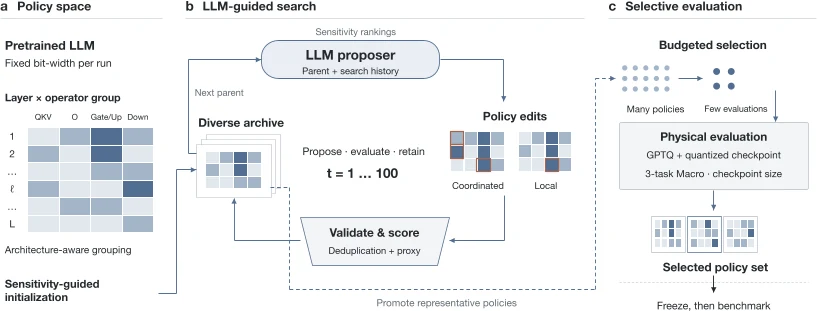 a Policy space
Pretrained LLM
Fixed bit-width per run
Layer × operator group
QKV O Gate/Up Down
1
2
...
ℓ
...
L
Architecture-aware grouping
Sensitivity-guided
initialization
b LLM-guided search
Sensitivity rankings
LLM proposer
Parent + search history
Next parent
Diverse archive
Propose · evaluate · retain
t = 1 ... 100
Policy edits
Coordinated Local
Validate & score
Deduplication + proxy
Promote representative policies
c Selective evaluation
Budgeted selection
Many policies Few evaluations
Physical evaluation
GPTQ + quantized checkpoint
3-task Macro · checkpoint size
Selected policy set
Freeze, then benchmark